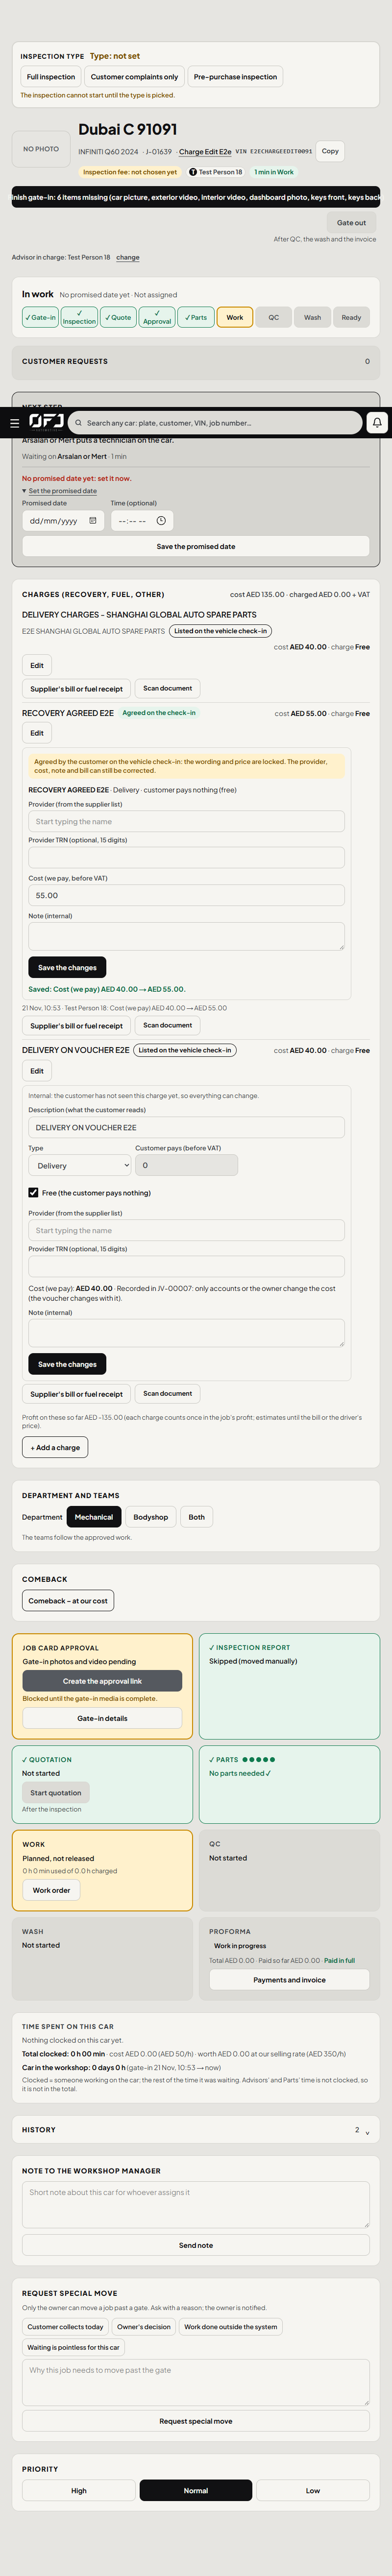 INSPECTION TYPE Type: not set
Full inspection Customer complaints only Pre-purchase inspection
The inspection cannot start until the type is picked.
NO PHOTO
Dubai C 91091
INFINITI Q60 2024 · J-01639 · Charge Edit E2e VIN E2ECHARGEEDIT0091 Copy
Inspection fee: not chosen yet T Test Person 18 1 min in Work
inish gate-in: 6 items missing (car picture, exterior video, interior video, dashboard photo, keys front, keys back
Gate out
After QC, the wash and the invoice
Advisor in charge: Test Person 18 change
In work No promised date yet · Not assigned
✓ Gate-in ✓ Inspection ✓ Quote ✓ Approval ✓ Parts Work QC Wash Ready
CUSTOMER REQUESTS 0
Search any car: plate, customer, VIN, job number...
Arsalan or Mert puts a technician on the car.
Waiting on Arsalan or Mert · 1 min
No promised date yet: set it now.
▼ Set the promised date
Promised date Time (optional)
dd/mm/yyyy --:-- --
Save the promised date
CHARGES (RECOVERY, FUEL, OTHER) cost AED 135.00 · charged AED 0.00 + VAT
DELIVERY CHARGES - SHANGHAI GLOBAL AUTO SPARE PARTS
E2E SHANGHAI GLOBAL AUTO SPARE PARTS Listed on the vehicle check-in
cost AED 40.00 · charge Free
Edit
Supplier's bill or fuel receipt Scan document
RECOVERY AGREED E2E Agreed on the check-in cost AED 55.00 · charge Free
Edit
Agreed by the customer on the vehicle check-in: the wording and price are locked. The provider,
cost, note and bill can still be corrected.
RECOVERY AGREED E2E · Delivery · customer pays nothing (free)
Provider (from the supplier list)
Start typing the name
Provider TRN (optional, 15 digits)
Cost (we pay, before VAT)
55.00
Note (internal)
Save the changes
Saved: Cost (we pay) AED 40.00 → AED 55.00.
21 Nov, 10:53 · Test Person 18: Cost (we pay) AED 40.00 → AED 55.00
Supplier's bill or fuel receipt Scan document
DELIVERY ON VOUCHER E2E Listed on the vehicle check-in cost AED 40.00 · charge Free
Edit
Internal: the customer has not seen this charge yet, so everything can change.
Description (what the customer reads)
DELIVERY ON VOUCHER E2E
Type Customer pays (before VAT)
Delivery 0
Free (the customer pays nothing)
Provider (from the supplier list)
Start typing the name
Provider TRN (optional, 15 digits)
Cost (we pay): AED 40.00 · Recorded in JV-00007: only accounts or the owner change the cost
(the voucher changes with it).
Note (internal)
Save the changes
Supplier's bill or fuel receipt Scan document
Profit on these so far AED -135.00 (each charge counts once in the job's profit; estimates until the bill or the driver's
price).
+ Add a charge
DEPARTMENT AND TEAMS
Department Mechanical Bodyshop Both
The teams follow the approved work.
COMEBACK
Comeback – at our cost
JOB CARD APPROVAL
Gate-in photos and video pending
Create the approval link
Blocked until the gate-in media is complete.
Gate-in details
✓ INSPECTION REPORT
Skipped (moved manually)
✓ QUOTATION
Not started
Start quotation
After the inspection
✓ PARTS
No parts needed ✓
WORK
Planned, not released
0 h 0 min used of 0.0 h charged
Work order
QC
Not started
WASH
Not started
PROFORMA
Work in progress
Total AED 0.00 · Paid so far AED 0.00 · Paid in full
Payments and invoice
TIME SPENT ON THIS CAR
Nothing clocked on this car yet.
Total clocked: 0 h 00 min · cost AED 0.00 (AED 50/h) · worth AED 0.00 at our selling rate (AED 350/h)
Car in the workshop: 0 days 0 h (gate-in 21 Nov, 10:53 → now)
Clocked = someone working on the car; the rest of the time it was waiting. Advisors' and Parts' time is not clocked, so
it is not in the total.
HISTORY 2
NOTE TO THE WORKSHOP MANAGER
Short note about this car for whoever assigns it
Send note
REQUEST SPECIAL MOVE
Only the owner can move a job past a gate. Ask with a reason; the owner is notified.
Customer collects today Owner's decision Work done outside the system
Waiting is pointless for this car
Why this job needs to move past the gate
Request special move
PRIORITY
High Normal Low